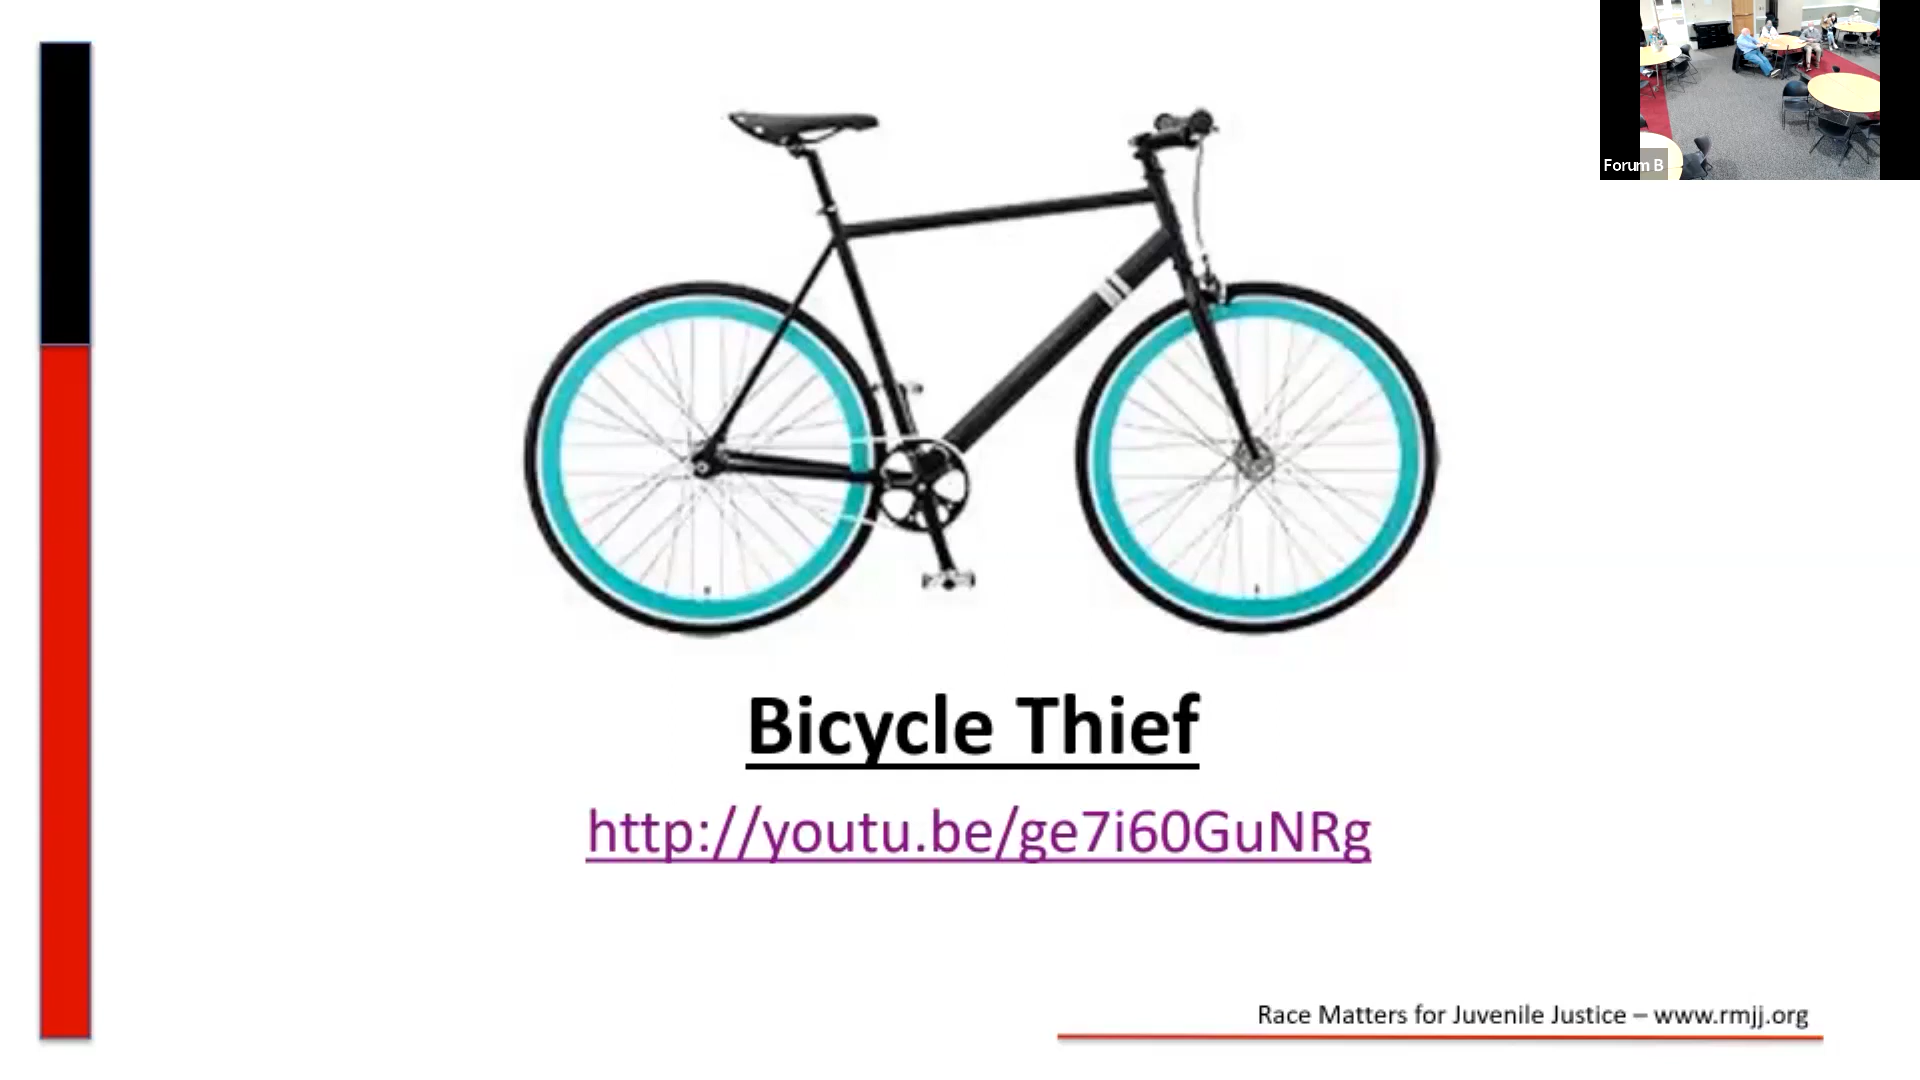 Forum B
Bicycle Thief
http://youtu.be/ge7i60GuNRg
Race Matters for Juvenile Justice – www.rmjj.org